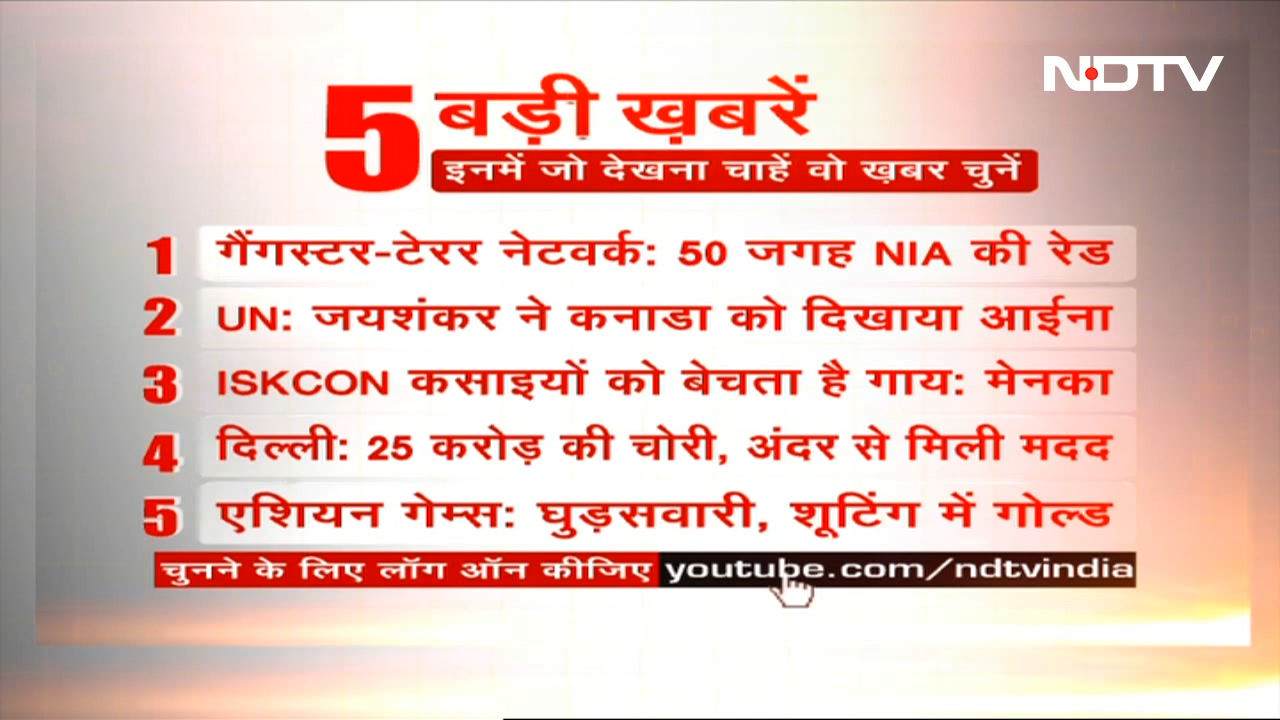 NDTV
5 बड़ी ख़बरें
इनमें जो देखना चाहें वो ख़बर चुनें
1 गैंगस्टर-टेरर नेटवर्क: 50 जगह NIA की रेड
2 UN: जयशंकर ने कनाडा को दिखाया आईना
3 ISKCON कसाइयों को बेचता है गाय: मेनका
4 दिल्ली: 25 करोड़ की चोरी, अंदर से मिली मदद
5 एशियन गेम्स: घुड़सवारी, शूटिंग में गोल्ड
चुनने के लिए लॉग ऑन कीजिए youtube.com/ndtvindia